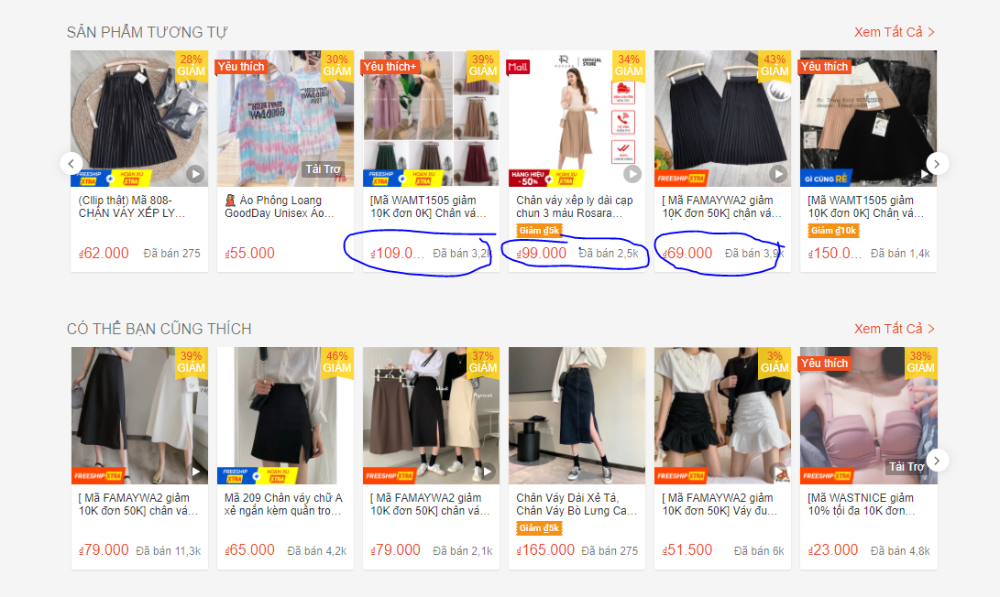 SẢN PHẨM TƯƠNG TỰ
Xem Tất Cả >
28%
GIẢM
FREESHIP XTRA + HOÀN XU XTRA
(Cllip thật) Mã 808-
CHÂN VÁY XẾP LY...
₫62.000 Đã bán 275
Yêu thích
30%
GIẢM
GOODDAY
Tài Trợ
Áo Phông Loang
GoodDay Unisex Áo...
₫55.000
Yêu thích+
39%
GIẢM
FREESHIP XTRA + HOÀN XU XTRA
[Mã WAMT1505 giảm
10K đơn 0K] Chân vá...
₫109.0... Đã bán 3,2k
Mall
OFFICIAL
STORE
34%
GIẢM
HÀNG HIỆU -50% + HOÀN XU XTRA
Chân váy xếp ly dài cạp
chun 3 màu Rosara...
Giảm ₫5k
₫99.000 Đã bán 2,5k
43%
GIẢM
FREESHIP XTRA
[ Mã FAMAYWA2 giảm
10K đơn 50K] chân vá...
₫69.000 Đã bán 3,9k
Yêu thích
GÌ CŨNG RẺ
[Mã WAMT1505 giảm
10K đơn 0K] Chân vá...
Giảm ₫10k
₫150.0... Đã bán 1,4k
CÓ THỂ BẠN CŨNG THÍCH
Xem Tất Cả >
39%
GIẢM
FREESHIP XTRA
[ Mã FAMAYWA2 giảm
10K đơn 50K] chân vá...
₫79.000 Đã bán 11,3k
46%
GIẢM
FREESHIP XTRA + HOÀN XU XTRA
Mã 209 Chân váy chữ A
xẻ ngắn kèm quần tro...
₫65.000 Đã bán 4,2k
37%
GIẢM
FREESHIP XTRA
[ Mã FAMAYWA2 giảm
10K đơn 50K] chân vá...
₫79.000 Đã bán 2,1k
Chân Váy Dài Xẻ Tà,
Chân Váy Bò Lưng Ca...
Giảm ₫5k
₫165.000 Đã bán 275
3%
GIẢM
[ Mã FAMAYWA2 giảm
10K đơn 50K] Váy đu...
₫51.500 Đã bán 6k
Yêu thích
38%
GIẢM
Tài Trợ
FREESHIP XTRA
[Mã WASTNICE giảm
10% tối đa 10K đơn...
₫23.000 Đã bán 4,8k